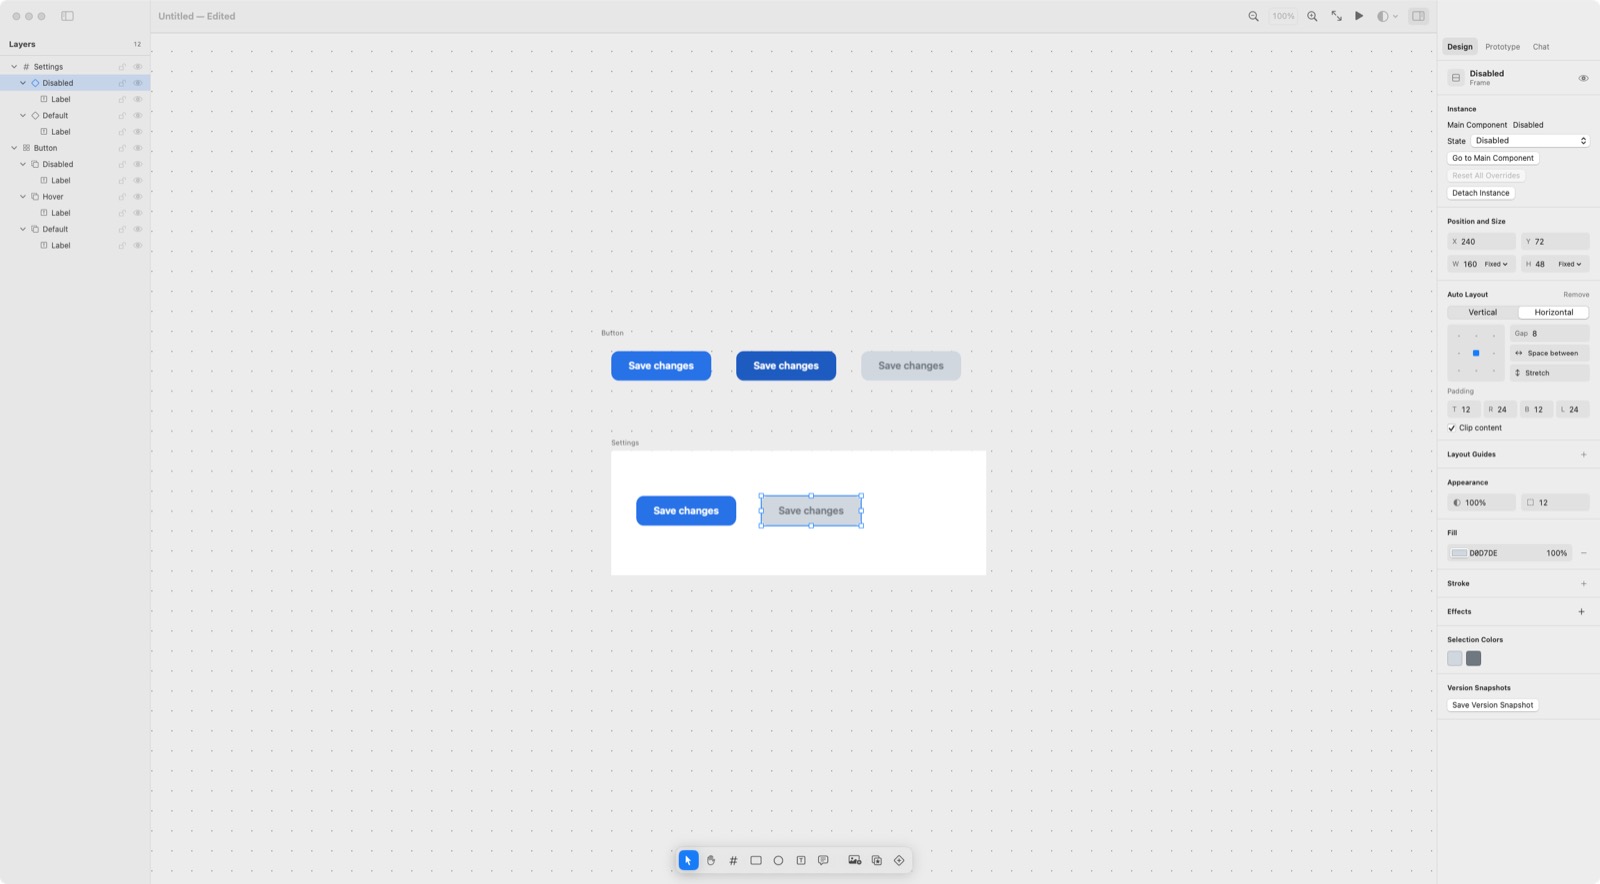 Untitled — Edited
100%
Layers
12
Settings
Disabled
Label
Default
Label
Button
Disabled
Label
Hover
Label
Default
Label
Button
Save changes
Save changes
Save changes
Settings
Save changes
Save changes
Design Prototype Chat
Disabled
Frame
Instance
Main Component Disabled
State Disabled
Go to Main Component
Reset All Overrides
Detach Instance
Position and Size
X 240 Y 72
W 160 Fixed H 48 Fixed
Auto Layout Remove
Vertical Horizontal
Gap 8
Space between
Stretch
Padding
T 12 R 24 B 12 L 24
Clip content
Layout Guides
Appearance
100% 12
Fill
D0D7DE 100%
Stroke
Effects
Selection Colors
Version Snapshots
Save Version Snapshot